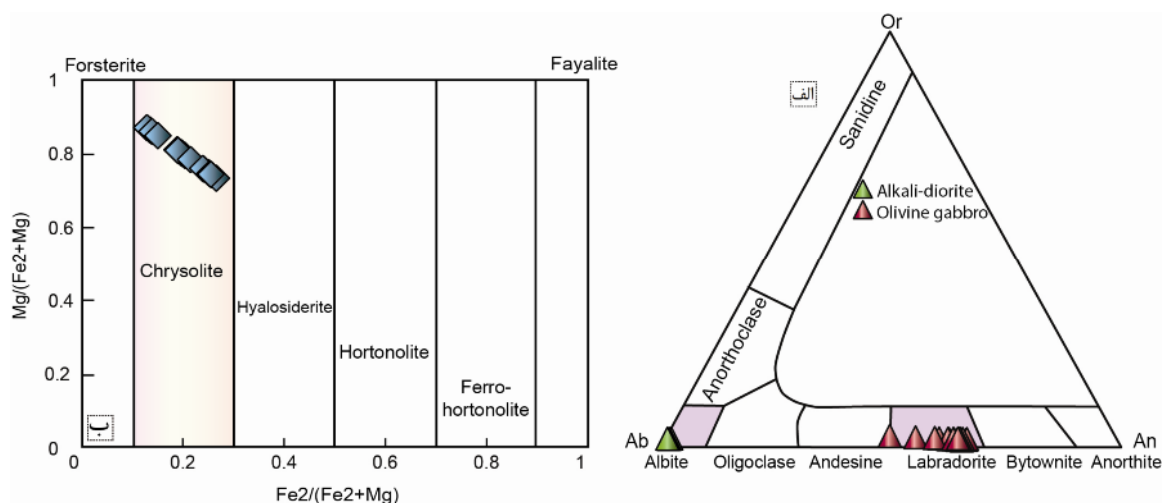 Forsterite
Fayalite
1
0.8
0.6
0.4
0.2
0
Mg/(Fe2+Mg)
Chrysolite
Hyalosiderite
Hortonolite
Ferro-
hortonolite
ب
0
0.2
0.4
0.6
0.8
1
Fe2/(Fe2+Mg)
Or
الف
Sanidine
Alkali-diorite
Olivine gabbro
Anorthoclase
Ab
An
Albite
Oligoclase
Andesine
Labradorite
Bytownite
Anorthite